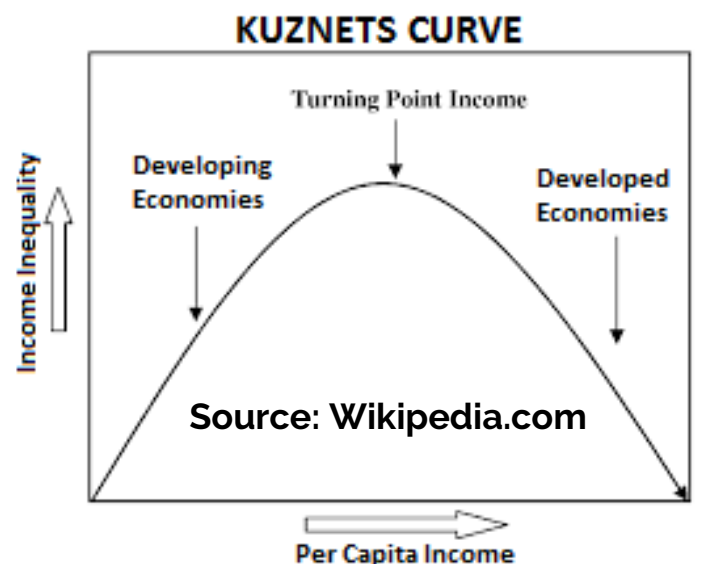 KUZNETS CURVE
Turning Point Income
Developing
Economies
Developed
Economies
Income Inequality
Source: Wikipedia.com
Per Capita Income